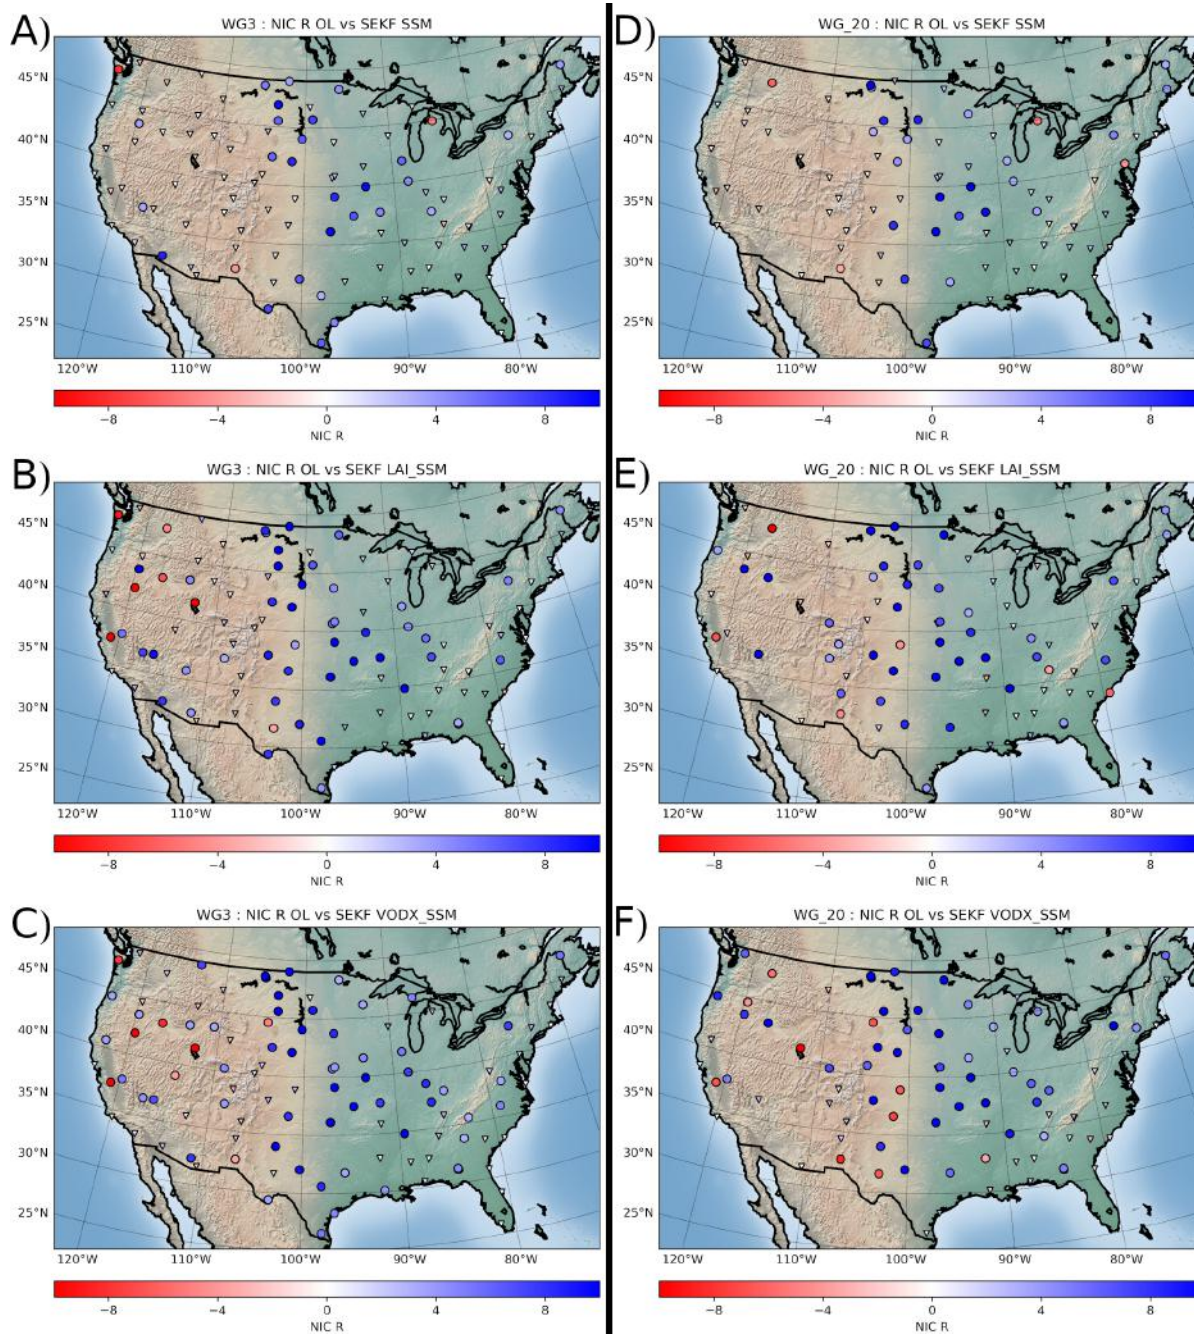 A)
WG3 : NIC R OL vs SEKF SSM
45°N
40°N
35°N
30°N
25°N
120°W 110°W 100°W 90°W 80°W
−8 −4 0 4 8
NIC R
B)
WG3 : NIC R OL vs SEKF LAI_SSM
45°N
40°N
35°N
30°N
25°N
120°W 110°W 100°W 90°W 80°W
−8 −4 0 4 8
NIC R
C)
WG3 : NIC R OL vs SEKF VODX_SSM
45°N
40°N
35°N
30°N
25°N
120°W 110°W 100°W 90°W 80°W
−8 −4 0 4 8
NIC R
D)
WG_20 : NIC R OL vs SEKF SSM
45°N
40°N
35°N
30°N
25°N
120°W 110°W 100°W 90°W 80°W
−8 −4 0 4 8
NIC R
E)
WG_20 : NIC R OL vs SEKF LAI_SSM
45°N
40°N
35°N
30°N
25°N
120°W 110°W 100°W 90°W 80°W
−8 −4 0 4 8
NIC R
F)
WG_20 : NIC R OL vs SEKF VODX_SSM
45°N
40°N
35°N
30°N
25°N
120°W 110°W 100°W 90°W 80°W
−8 −4 0 4 8
NIC R